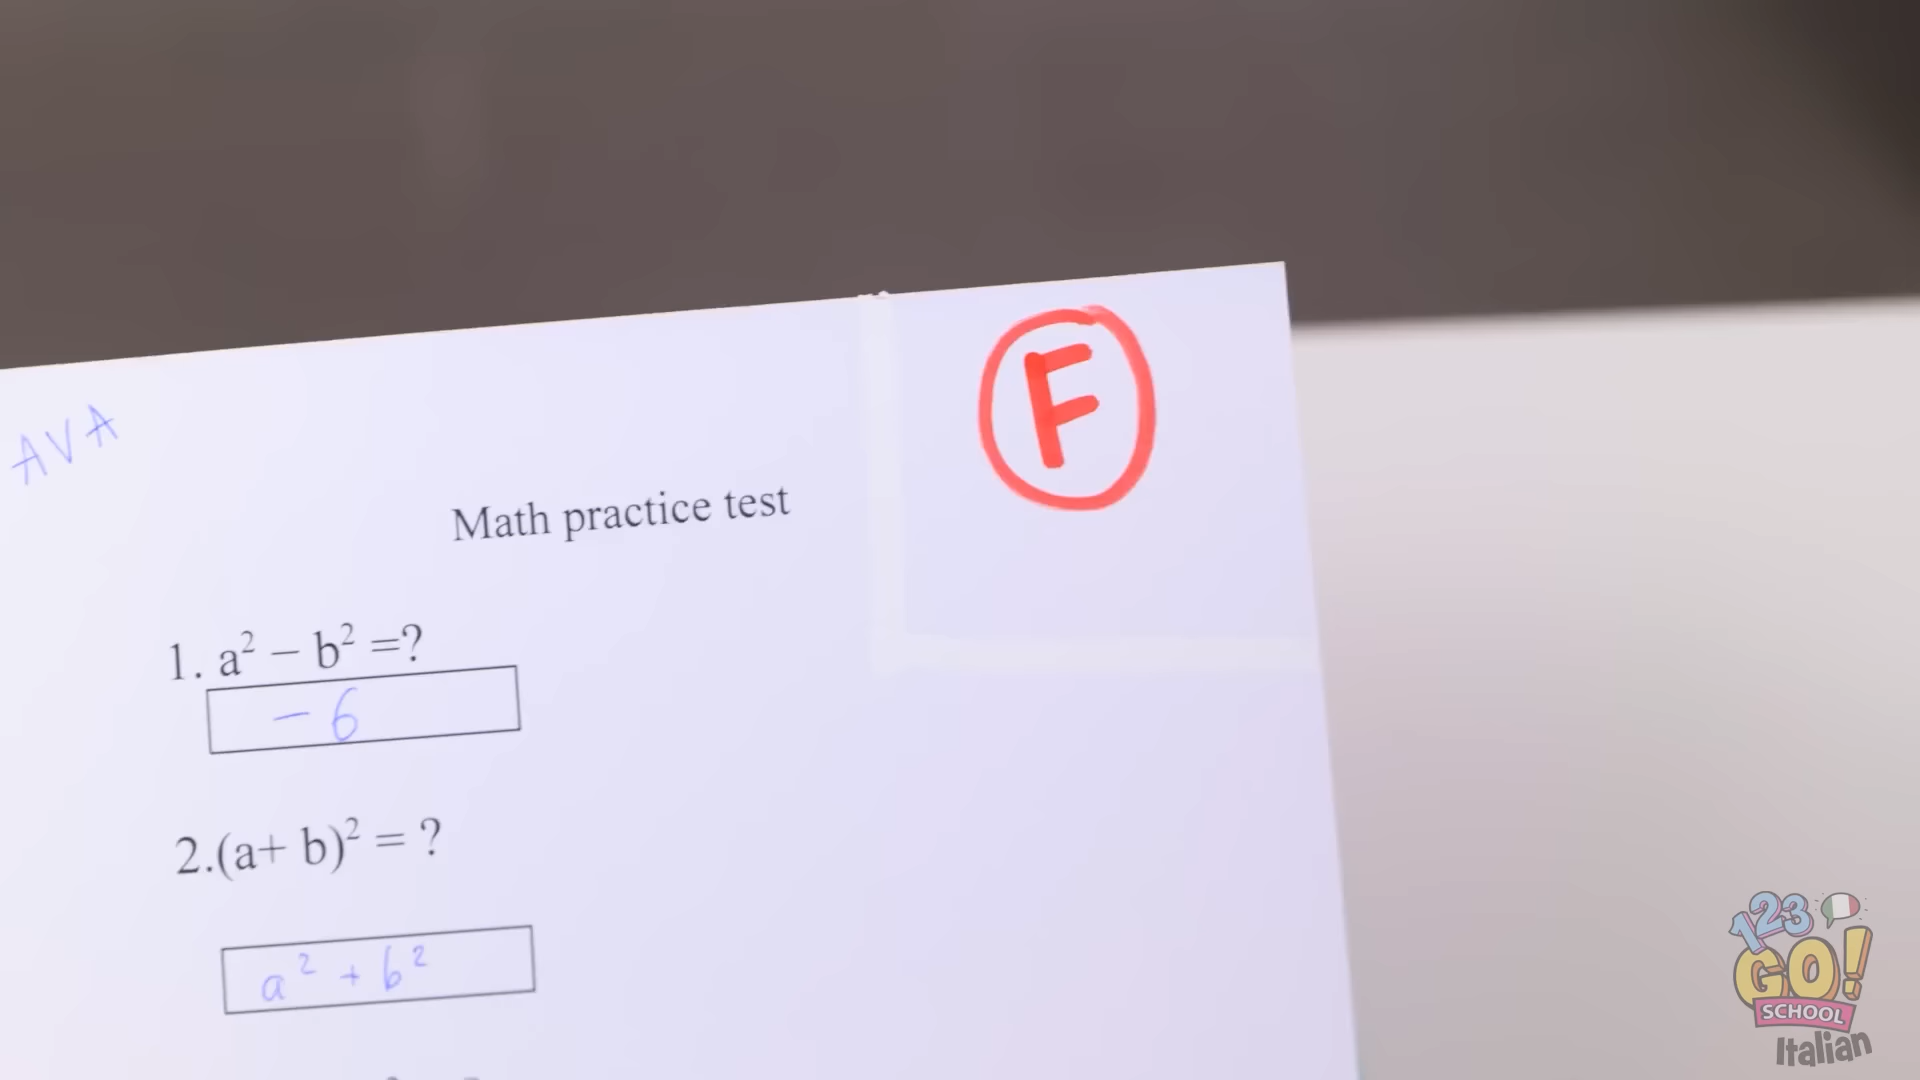 F
AVA
Math practice test
1. a² − b² =?
− 6
2.(a+ b)² = ?
a² + b²
123
GO!
SCHOOL
Italian